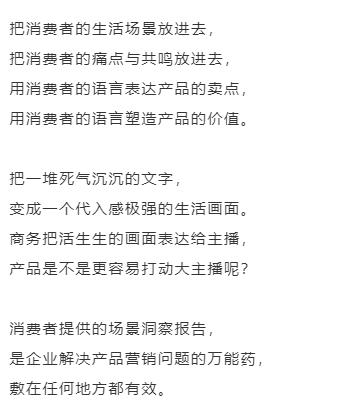 把消费者的生活场景放进去，
把消费者的痛点与共鸣放进去，
用消费者的语言表达产品的卖点，
用消费者的语言塑造产品的价值。
把一堆死气沉沉的文字，
变成一个代入感极强的生活画面。
商务把活生生的画面表达给主播，
产品是不是更容易打动大主播呢？
消费者提供的场景洞察报告，
是企业解决产品营销问题的万能药，
敷在任何地方都有效。